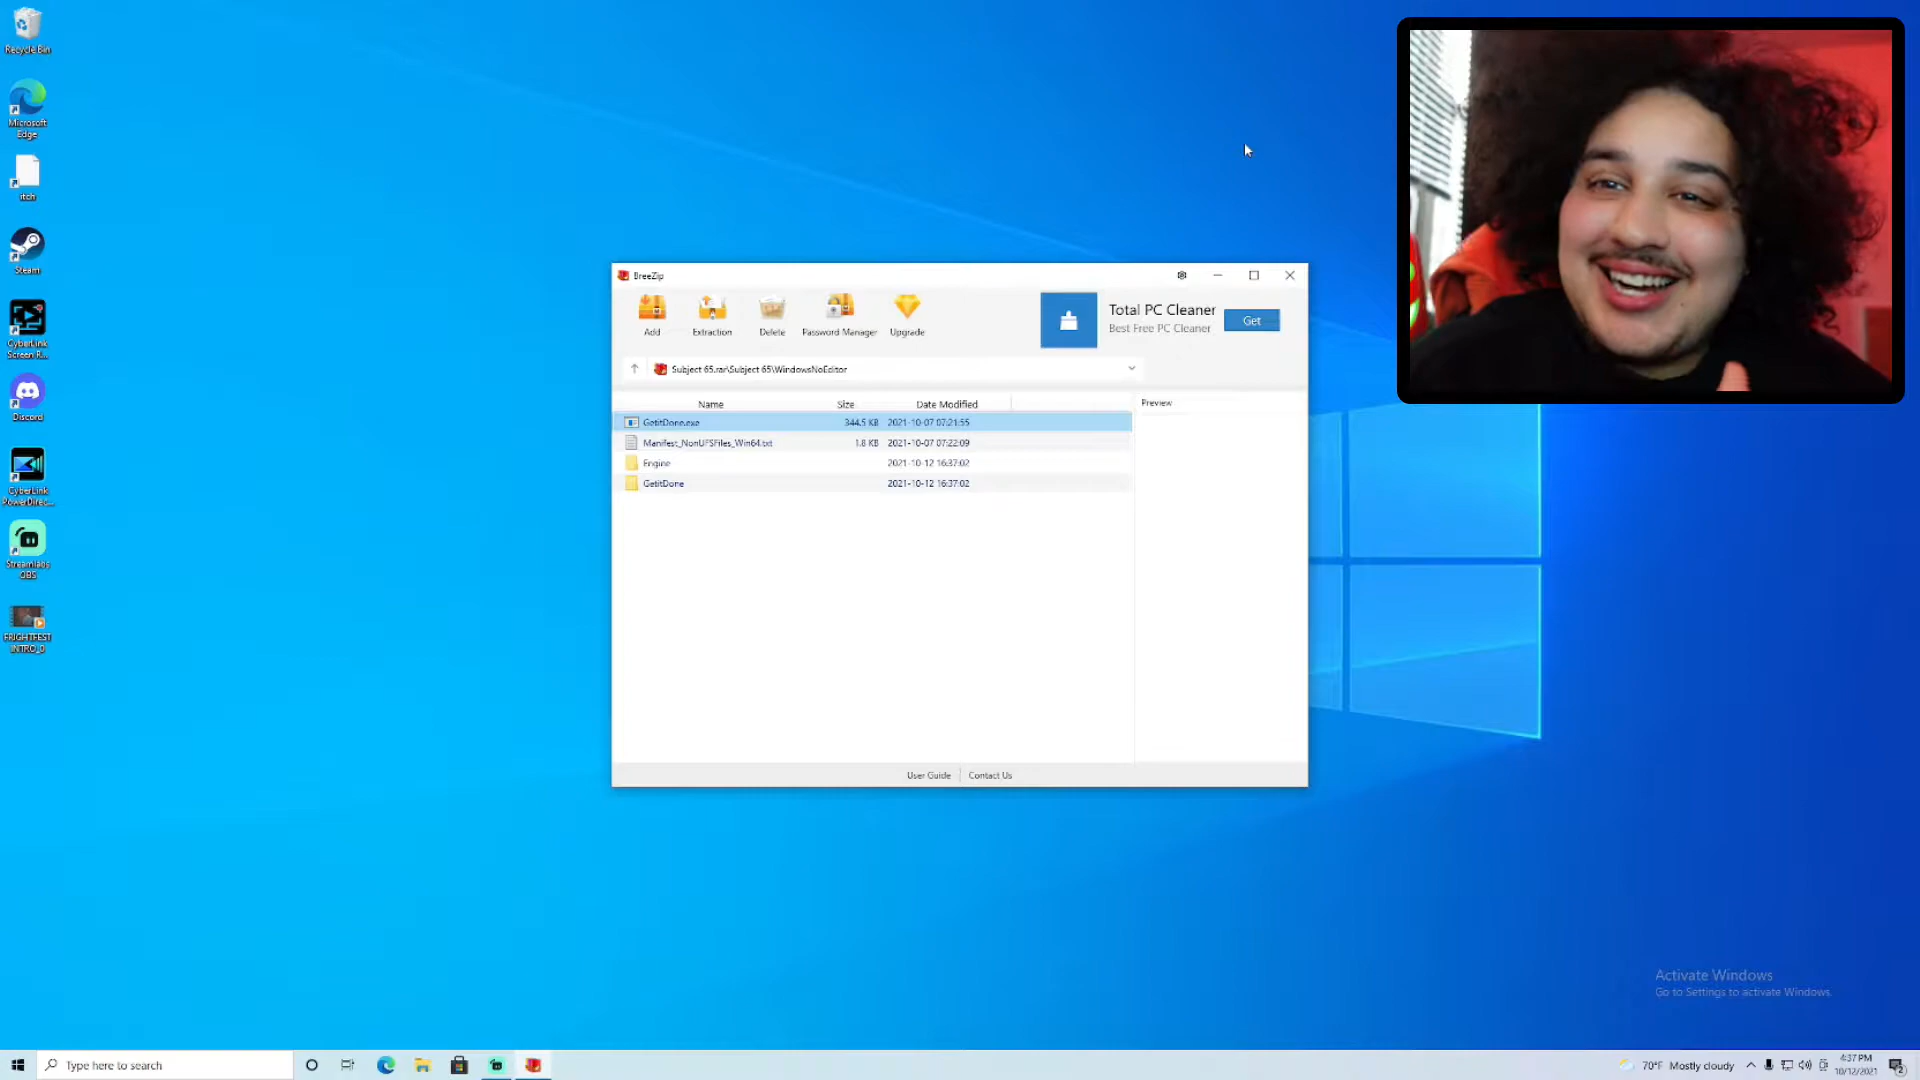 Recycle Bin
Microsoft
Edge
itch
Steam
CyberLink
Screen R...
Discord
CyberLink
PowerDirec...
Streamlabs
OBS
FRIGHTFEST
INTRO_0
BreeZip
Add
Extraction
Delete
Password Manager
Upgrade
Total PC Cleaner
Best Free PC Cleaner
Get
Subject 65.rar\Subject 65\WindowsNoEditor
Name Size Date Modified
Preview
GetitDone.exe 344.5 KB 2021-10-07 07:21:55
Manifest_NonUFSFiles_Win64.txt 1.8 KB 2021-10-07 07:22:09
Engine 2021-10-12 16:37:02
GetitDone 2021-10-12 16:37:02
User Guide Contact Us
Activate Windows
Go to Settings to activate Windows.
Type here to search
70°F Mostly cloudy
4:37 PM
10/12/2021
2